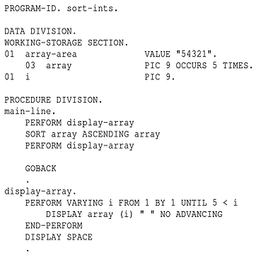 PROGRAM-ID. sort-ints.
DATA DIVISION.
WORKING-STORAGE SECTION.
01  array-area             VALUE "54321".
    03  array              PIC 9 OCCURS 5 TIMES.
01  i                      PIC 9.
PROCEDURE DIVISION.
main-line.
    PERFORM display-array
    SORT array ASCENDING array
    PERFORM display-array
    GOBACK
    .
display-array.
    PERFORM VARYING i FROM 1 BY 1 UNTIL 5 < i
        DISPLAY array (i) " " NO ADVANCING
    END-PERFORM
    DISPLAY SPACE
    .